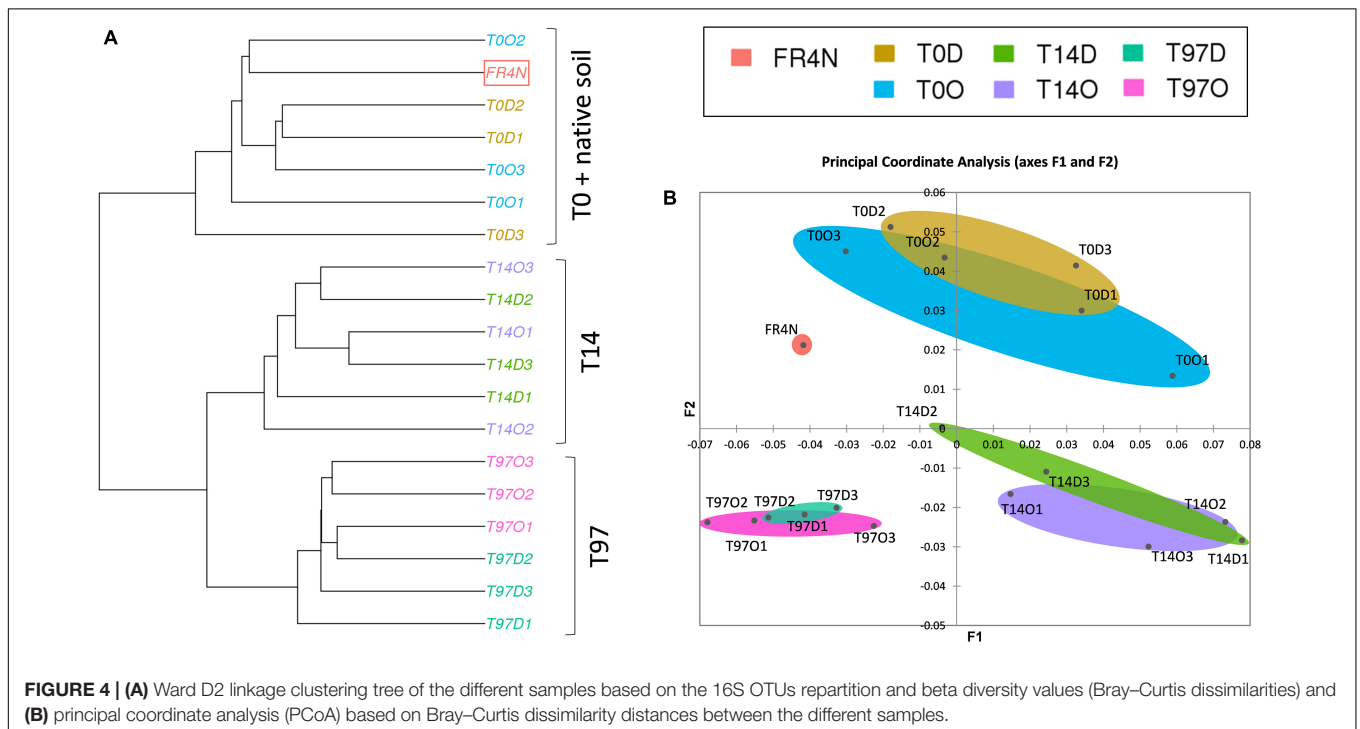 A
T0O2
FR4N
T0D2
T0D1
T0O3
T0O1
T0D3
T14O3
T14D2
T14O1
T14D3
T14D1
T14O2
T97O3
T97O2
T97O1
T97D2
T97D3
T97D1
T0 + native soil
T14
T97
FR4N T0D T14D T97D
T0O T14O T97O
Principal Coordinate Analysis (axes F1 and F2)
B
0.06
0.05
0.04
0.03
0.02
0.01
0
-0.01
-0.02
-0.03
-0.04
-0.05
F2
-0.07 -0.06 -0.05 -0.04 -0.03 -0.02 -0.01 0 0.01 0.02 0.03 0.04 0.05 0.06 0.07 0.08
F1
T0D2
T0O3
T0O2
T0D3
T0D1
FR4N
T0O1
T14D2
T14D3
T14O1
T14O2
T14O3
T14D1
T97O2
T97D2
T97D3
T97D1
T97O1
T97O3
FIGURE 4 | (A) Ward D2 linkage clustering tree of the different samples based on the 16S OTUs repartition and beta diversity values (Bray–Curtis dissimilarities) and
(B) principal coordinate analysis (PCoA) based on Bray–Curtis dissimilarity distances between the different samples.